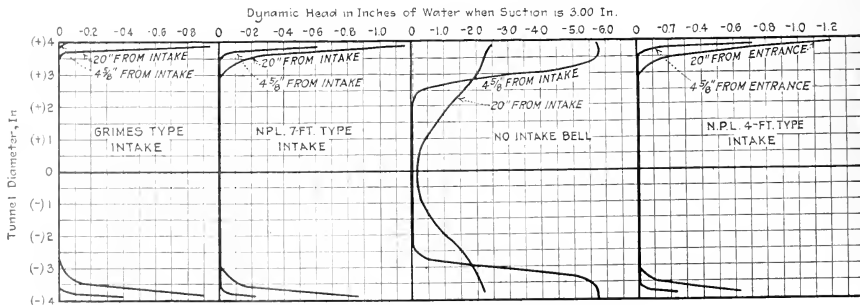 Dynamic Head in Inches of Water when Suction is 3.00 In.
0 -0.2 -0.4 -0.6 -0.8 0 -0.2 -0.4 -0.6 -0.8 -1.0 0 -1.0 -2.0 -3.0 -4.0 -5.0 -6.0 0 -0.7 -0.4 -0.6 -0.8 -1.0 -1.2
(+)4
(+)3
(+)2
(+)1
0
(-)1
(-)2
(-)3
(-)4
Tunnel Diameter, In
20" FROM INTAKE
4 5/8" FROM INTAKE
GRIMES TYPE
INTAKE
20" FROM INTAKE
4 5/8" FROM INTAKE
NPL. 7-FT. TYPE
INTAKE
4 5/8" FROM INTAKE
20" FROM INTAKE
NO INTAKE BELL
20" FROM ENTRANCE
4 5/8" FROM ENTRANCE
N.P.L. 4-FT. TYPE
INTAKE